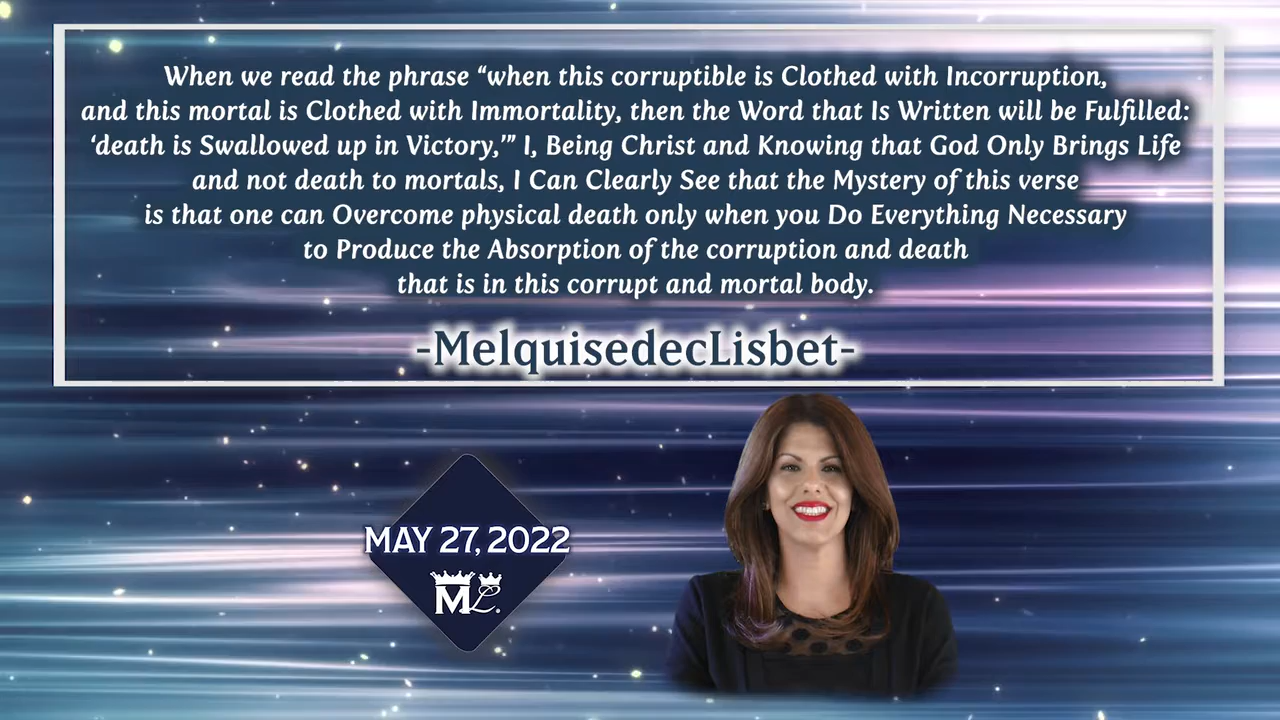 When we read the phrase “when this corruptible is Clothed with Incorruption,
and this mortal is Clothed with Immortality, then the Word that Is Written will be Fulfilled:
‘death is Swallowed up in Victory,’” I, Being Christ and Knowing that God Only Brings Life
and not death to mortals, I Can Clearly See that the Mystery of this verse
is that one can Overcome physical death only when you Do Everything Necessary
to Produce the Absorption of the corruption and death
that is in this corrupt and mortal body.
-MelquisedecLisbet-
MAY 27, 2022
ML.